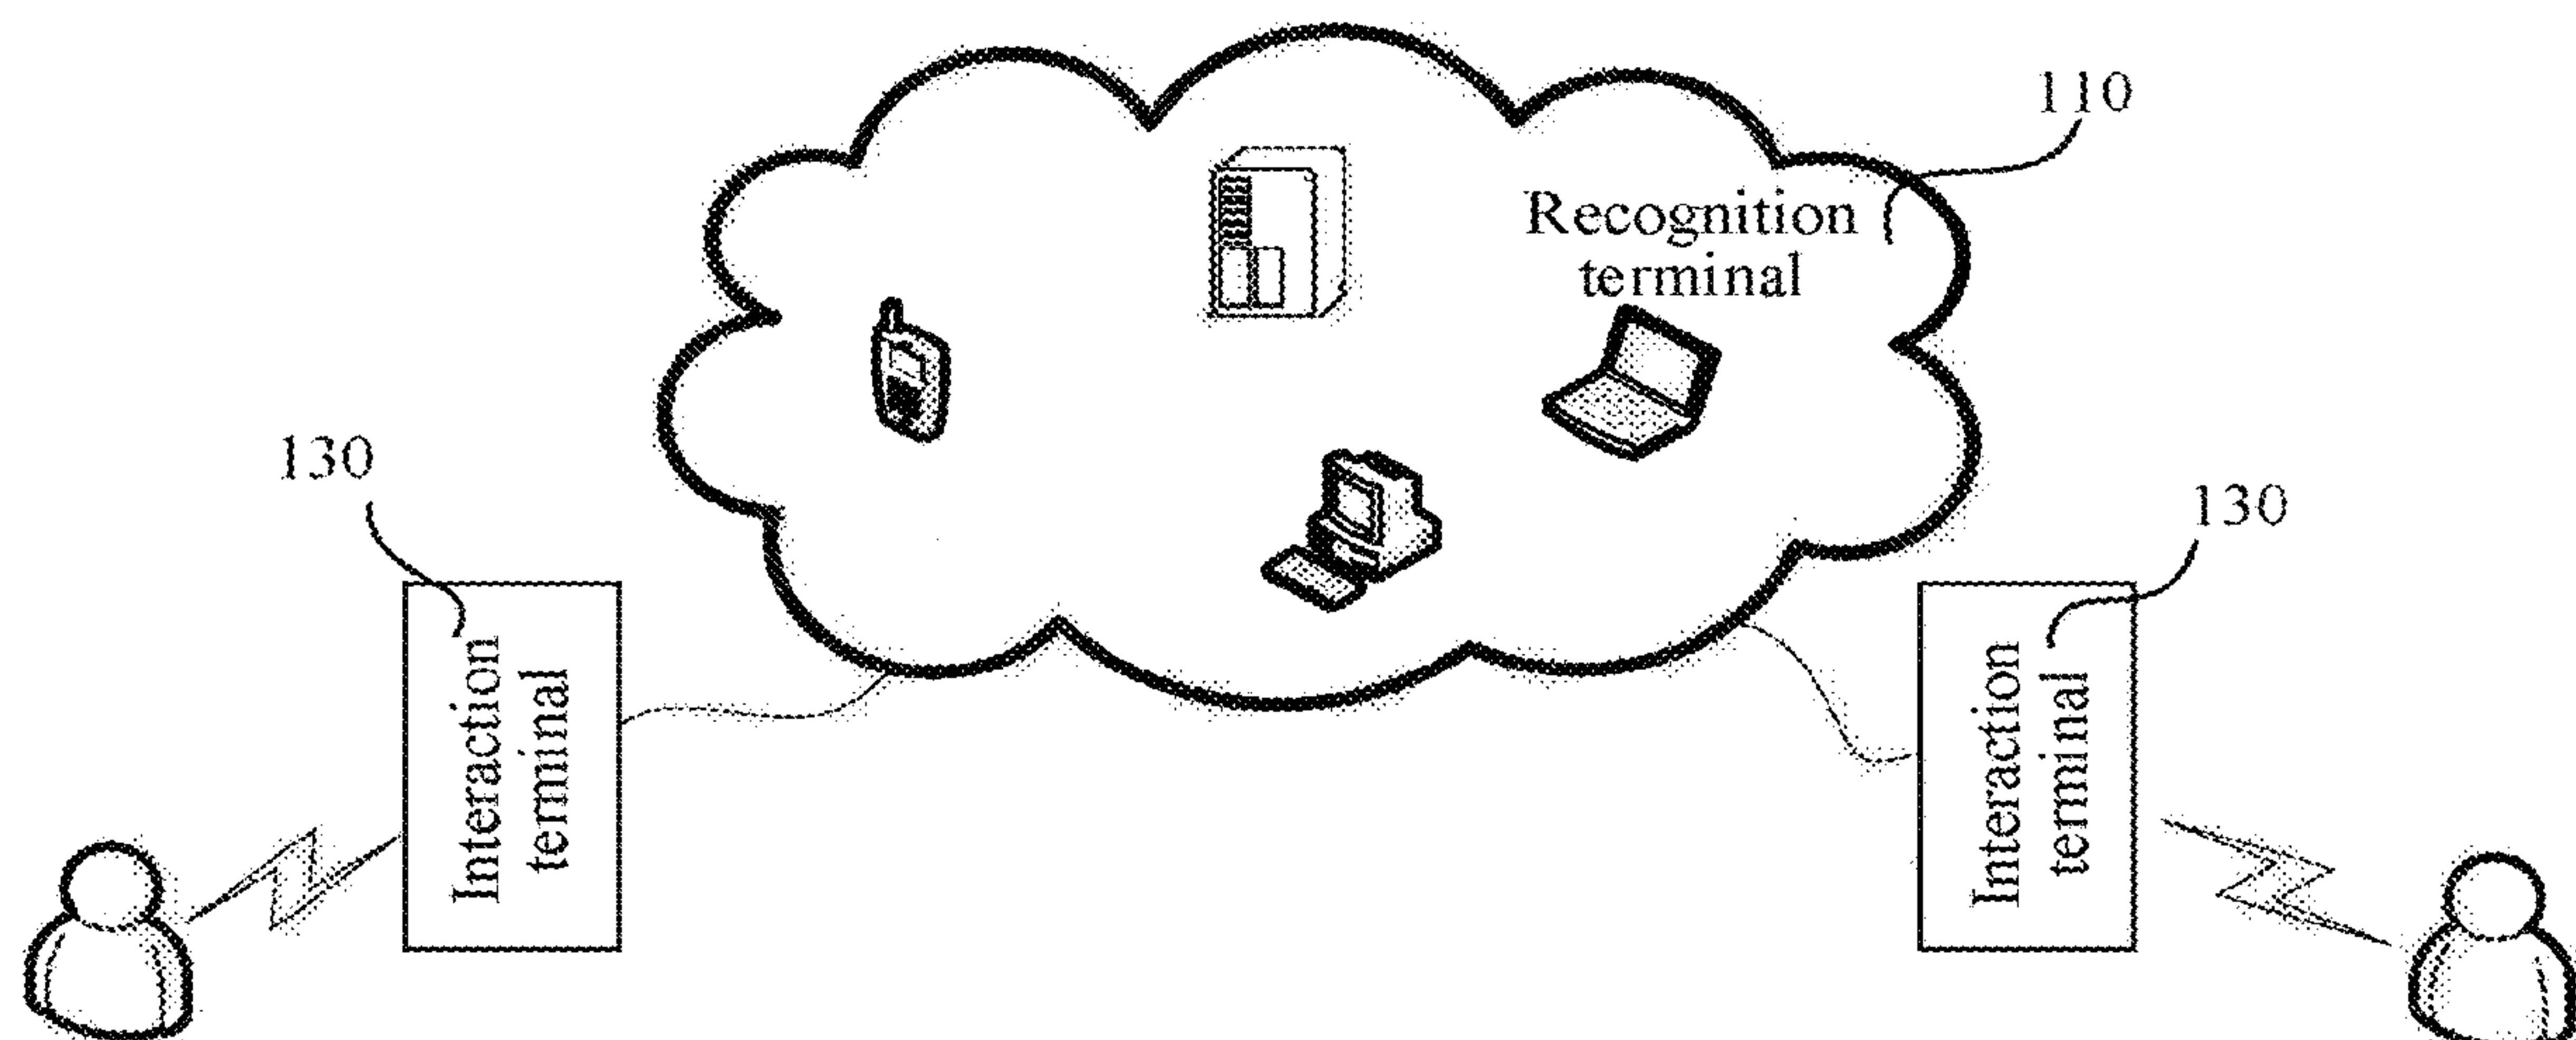 110
Recognition
terminal
130
130
Interaction
terminal
Interaction
terminal